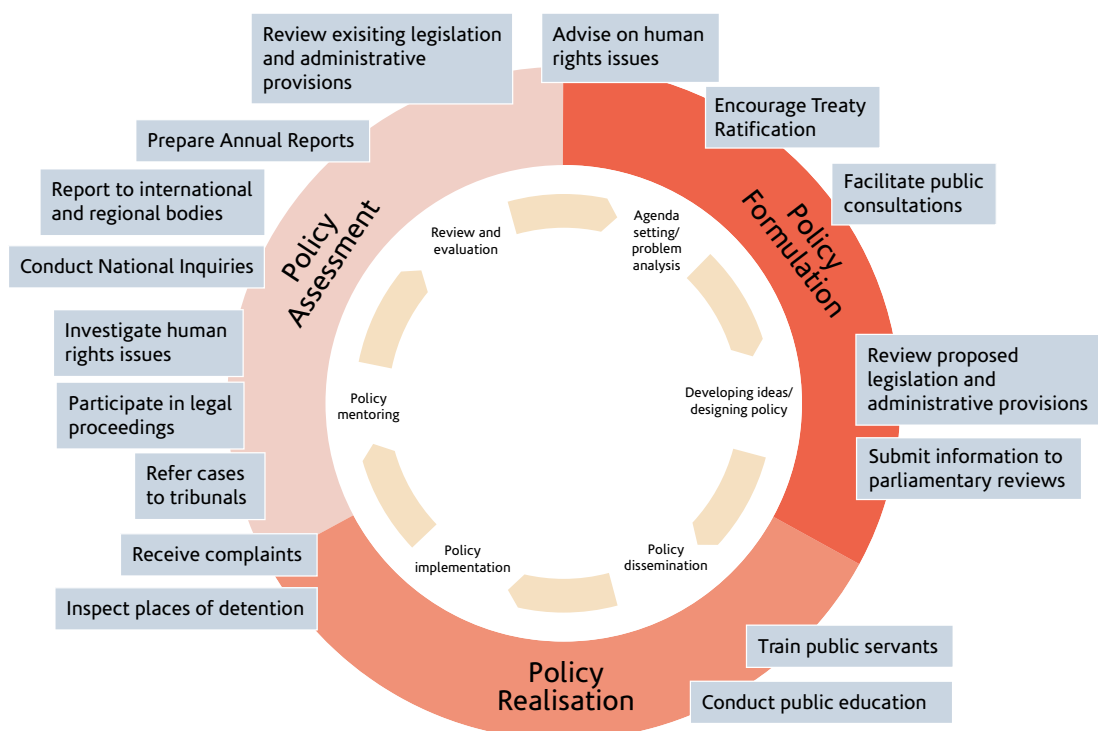 Review exisiting legislation
and administrative
provisions
Advise on human
rights issues
Encourage Treaty
Ratification
Prepare Annual Reports
Report to international
and regional bodies
Facilitate public
consultations
Policy
Assessment
Policy
Formulation
Review and
evaluation
Agenda
setting/
problem
analysis
Conduct National Inquiries
Investigate human
rights issues
Review proposed
legislation and
administrative provisions
Participate in legal
proceedings
Policy
mentoring
Developing ideas/
designing policy
Refer cases
to tribunals
Submit information to
parliamentary reviews
Receive complaints
Policy
implementation
Policy
dissemination
Inspect places of detention
Train public servants
Policy
Realisation
Conduct public education